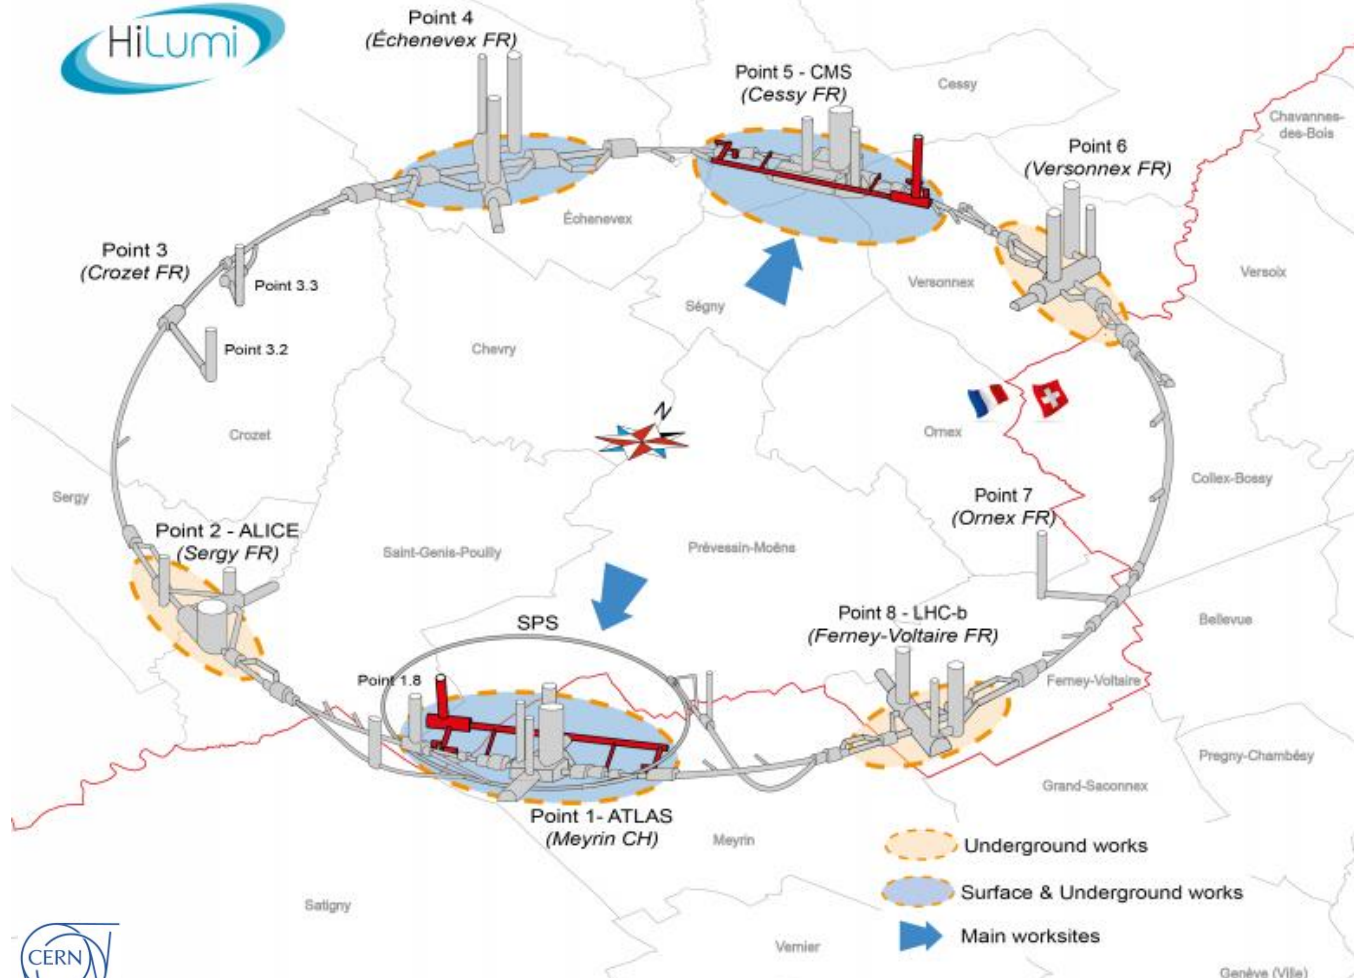 HiLumi
Point 4
(Échenevex FR)
Point 5 - CMS
(Cessy FR)
Cessy
Chavannes-
des-Bois
Point 6
(Versonnex FR)
Échenevex
Point 3
(Crozet FR)
Point 3.3
Versonnex
Versoix
Ségny
Point 3.2
Chevry
N
Crozet
Ornex
Sergy
Collex-Bossy
Point 7
(Ornex FR)
Point 2 - ALICE
(Sergy FR)
Saint-Genis-Pouilly
Prévessin-Moëns
Point 8 - LHC-b
(Ferney-Voltaire FR)
SPS
Bellevue
Point 1.8
Ferney-Voltaire
Pregny-Chambésy
Grand-Saconnex
Point 1- ATLAS
(Meyrin CH)
Meyrin
Underground works
Surface & Underground works
Main worksites
Satigny
Vernier
CERN
Genève (Ville)